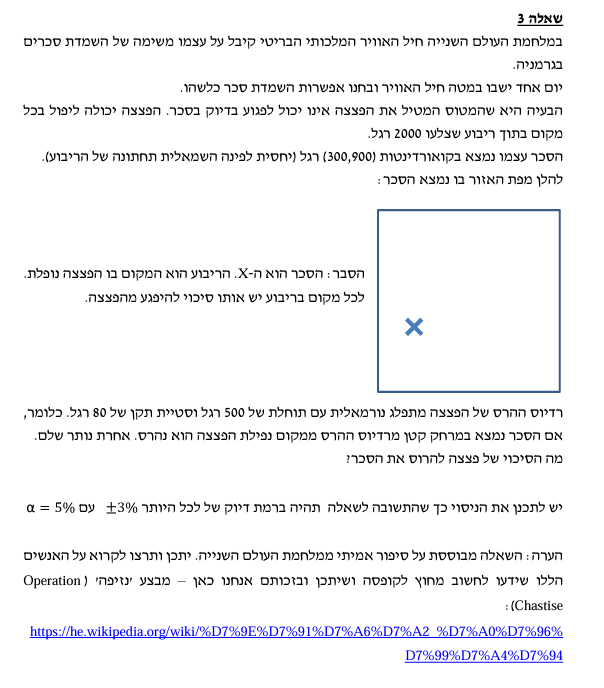 שאלה 3
במלחמת העולם השנייה חיל האוויר המלכותי הבריטי קיבל על עצמו משימה של השמדת סכרים
בגרמניה.
יום אחד ישבו במטה חיל האוויר ובחנו אפשרות השמדת סכר כלשהו.
הבעיה היא שהמטוס המטיל את הפצצה אינו יכול לפגוע בדיוק בסכר. הפצצה יכולה ליפול בכל
מקום בתוך ריבוע שצלעו 2000 רגל.
הסכר עצמו נמצא בקואורדינטות (300,900) רגל (יחסית לפינה השמאלית תחתונה של הריבוע).
להלן מפת האזור בו נמצא הסכר:
הסבר: הסכר הוא ה-X. הריבוע הוא המקום בו הפצצה נופלת.
לכל מקום בריבוע יש אותו סיכוי להיפגע מהפצצה.
רדיוס ההרס של הפצצה מתפלג נורמאלית עם תוחלת של 500 רגל וסטיית תקן של 80 רגל. כלומר,
אם הסכר נמצא במרחק קטן מרדיוס ההרס ממקום נפילת הפצצה הוא נהרס. אחרת נותר שלם.
מה הסיכוי של פצצה להרוס את הסכר?
יש לתכנן את הניסוי כך שהתשובה לשאלה תהיה ברמת דיוק של לכל היותר ±3% עם α = 5%
הערה: השאלה מבוססת על סיפור אמיתי ממלחמת העולם השנייה. יתכן ותרצו לקרוא על האנשים
הללו שידעו לחשוב מחוץ לקופסה ושיתכן ובזכותם אנחנו כאן – מבצע 'נזיפה' (Operation
Chastise):
https://he.wikipedia.org/wiki/%D7%9E%D7%91%D7%A6%D7%A2_%D7%A0%D7%96%
D7%99%D7%A4%D7%94